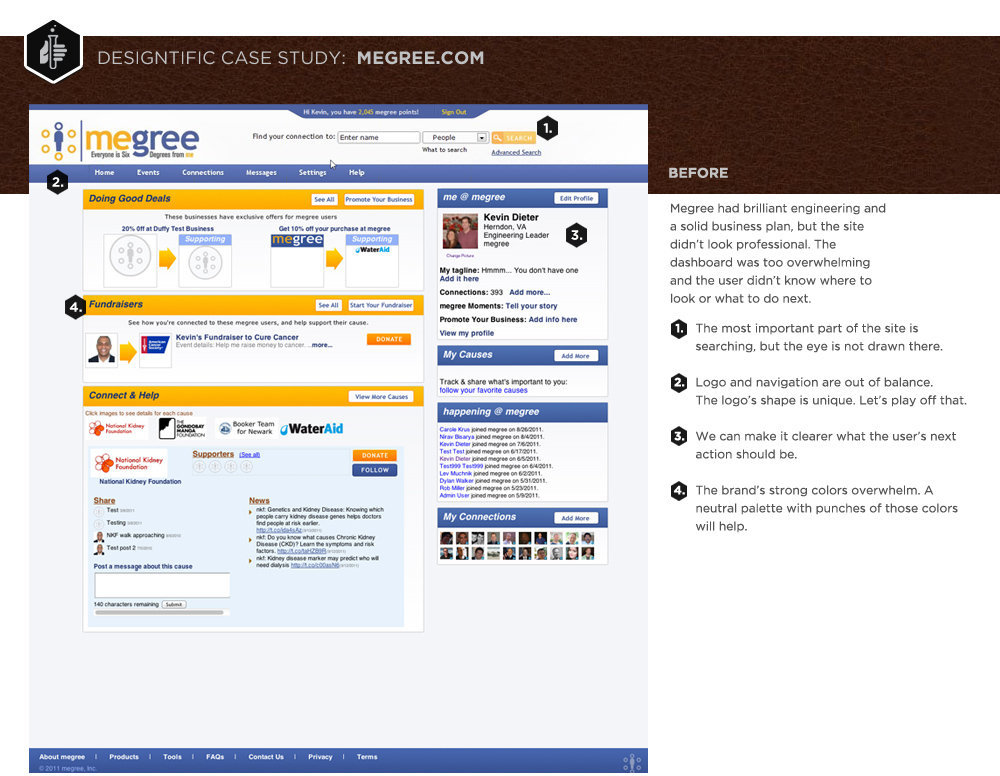 DESIGNTIFIC CASE STUDY: MEGREE.COM
Hi Kevin, you have 2,045 megree points! Sign Out
megree
Everyone is Six Degrees from me
Find your connection to: Enter name People SEARCH
What to search Advanced Search
1.
Home Events Connections Messages Settings Help
2.
Doing Good Deals See All Promote Your Business
These businesses have exclusive offers for megree users
20% Off at Duffy Test Business Get 10% off your purchase at megree
Supporting megree Supporting
WaterAid
4.
Fundraisers See All Start Your Fundraiser
See how you're connected to these megree users, and help support their cause.
American Cancer Society
Kevin's Fundraiser to Cure Cancer DONATE
Event details: Help me raise money to cancer....more...
Connect & Help View More Causes
Click images to see details for each cause
National Kidney Foundation
THE GONDOBAY MANGA FOUNDATION
Booker Team for Newark
WaterAid
National Kidney Foundation
Supporters (See all) DONATE
FOLLOW
National Kidney Foundation
Share
Test
Testing
NKF walk approaching
Test post 2
Post a message about this cause
140 characters remaining Submit
News
nkf: Genetics and Kidney Disease: Knowing which
people carry kidney disease genes helps doctors
find people at risk earlier.
nkf: Do you know what causes Chronic Kidney
Disease (CKD)? Learn the symptoms and risk
factors.
nkf: Kidney disease marker may predict who will
need dialysis
me @ megree Edit Profile
Kevin Dieter
Herndon, VA
Engineering Leader
megree
Change Picture
3.
My tagline: Hmmm... You don't have one
Add it here
Connections: 393 Add more...
megree Moments: Tell your story
Promote Your Business: Add info here
View my profile
My Causes Add More
Track & share what's important to you:
follow your favorite causes
happening @ megree
Carole Krus joined megree on 8/26/2011.
Nirav Bisarya joined megree on 8/4/2011.
Kevin Dieter joined megree on 7/6/2011.
Test Test joined megree on 6/17/2011.
Kevin Dieter joined megree on 6/5/2011.
Test999 Test999 joined megree on 6/4/2011.
Lev Muchnik joined megree on 6/2/2011.
Dylan Walker joined megree on 5/31/2011.
Rob Miller joined megree on 5/23/2011.
Admin User joined megree on 5/9/2011.
My Connections Add More
About megree | Products | Tools | FAQs | Contact Us | Privacy | Terms
© 2011 megree, Inc.
BEFORE
Megree had brilliant engineering and
a solid business plan, but the site
didn't look professional. The
dashboard was too overwhelming
and the user didn't know where to
look or what to do next.
1. The most important part of the site is
searching, but the eye is not drawn there.
2. Logo and navigation are out of balance.
The logo's shape is unique. Let's play off that.
3. We can make it clearer what the user's next
action should be.
4. The brand's strong colors overwhelm. A
neutral palette with punches of those colors
will help.